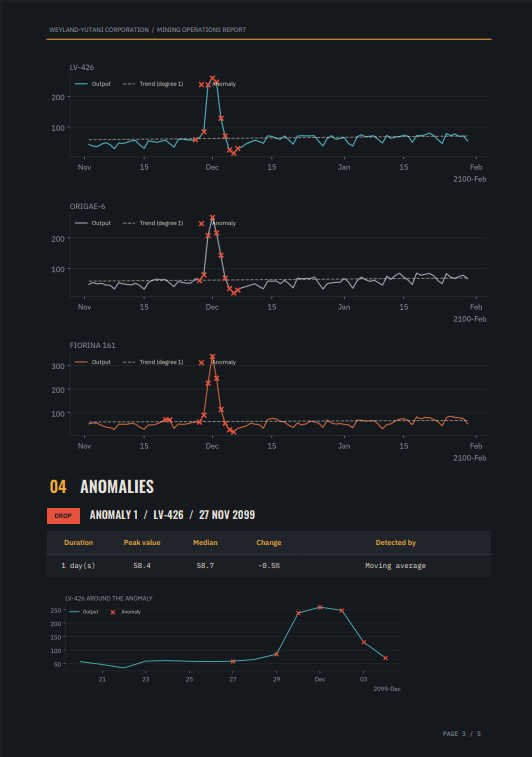 WEYLAND-YUTANI CORPORATION / MINING OPERATIONS REPORT
LV-426
Output Trend (degree 1) Anomaly
200
100
Nov 15 Dec 15 Jan 15 Feb
2100-Feb
ORIGAE-6
Output Trend (degree 1) Anomaly
200
100
Nov 15 Dec 15 Jan 15 Feb
2100-Feb
FIORINA 161
Output Trend (degree 1) Anomaly
300
200
100
Nov 15 Dec 15 Jan 15 Feb
2100-Feb
04 ANOMALIES
DROP ANOMALY 1 / LV-426 / 27 NOV 2099
Duration Peak value Median Change Detected by
1 day(s) 58.4 58.7 -0.5% Moving average
LV-426 AROUND THE ANOMALY
Output Anomaly
250
200
150
100
50
21 23 25 27 29 Dec 03
2099-Dec
PAGE 3 / 5